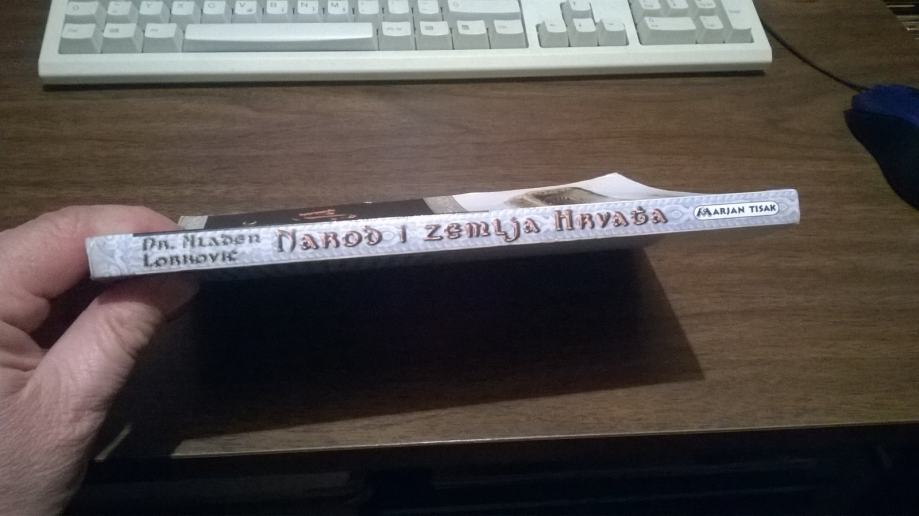 Dr. Mladen
Lorković
Narod i zemlja Hrvata
MARJAN TISAK